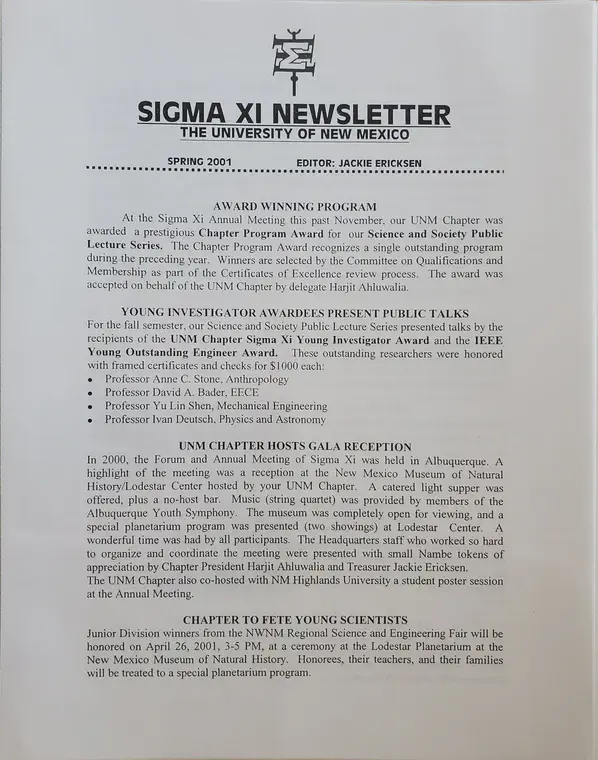 Σ
SIGMA XI NEWSLETTER
THE UNIVERSITY OF NEW MEXICO
SPRING 2001 EDITOR: JACKIE ERICKSEN
AWARD WINNING PROGRAM
At the Sigma Xi Annual Meeting this past November, our UNM Chapter was
awarded a prestigious Chapter Program Award for our Science and Society Public
Lecture Series. The Chapter Program Award recognizes a single outstanding program
during the preceding year. Winners are selected by the Committee on Qualifications and
Membership as part of the Certificates of Excellence review process. The award was
accepted on behalf of the UNM Chapter by delegate Harjit Ahluwalia.
YOUNG INVESTIGATOR AWARDEES PRESENT PUBLIC TALKS
For the fall semester, our Science and Society Public Lecture Series presented talks by the
recipients of the UNM Chapter Sigma Xi Young Investigator Award and the IEEE
Young Outstanding Engineer Award. These outstanding researchers were honored
with framed certificates and checks for $1000 each:
• Professor Anne C. Stone, Anthropology
• Professor David A. Bader, EECE
• Professor Yu Lin Shen, Mechanical Engineering
• Professor Ivan Deutsch, Physics and Astronomy
UNM CHAPTER HOSTS GALA RECEPTION
In 2000, the Forum and Annual Meeting of Sigma Xi was held in Albuquerque. A
highlight of the meeting was a reception at the New Mexico Museum of Natural
History/Lodestar Center hosted by your UNM Chapter. A catered light supper was
offered, plus a no-host bar. Music (string quartet) was provided by members of the
Albuquerque Youth Symphony. The museum was completely open for viewing, and a
special planetarium program was presented (two showings) at Lodestar Center. A
wonderful time was had by all participants. The Headquarters staff who worked so hard
to organize and coordinate the meeting were presented with small Nambe tokens of
appreciation by Chapter President Harjit Ahluwalia and Treasurer Jackie Ericksen.
The UNM Chapter also co-hosted with NM Highlands University a student poster session
at the Annual Meeting.
CHAPTER TO FETE YOUNG SCIENTISTS
Junior Division winners from the NWNM Regional Science and Engineering Fair will be
honored on April 26, 2001, 3-5 PM, at a ceremony at the Lodestar Planetarium at the
New Mexico Museum of Natural History. Honorees, their teachers, and their families
will be treated to a special planetarium program.